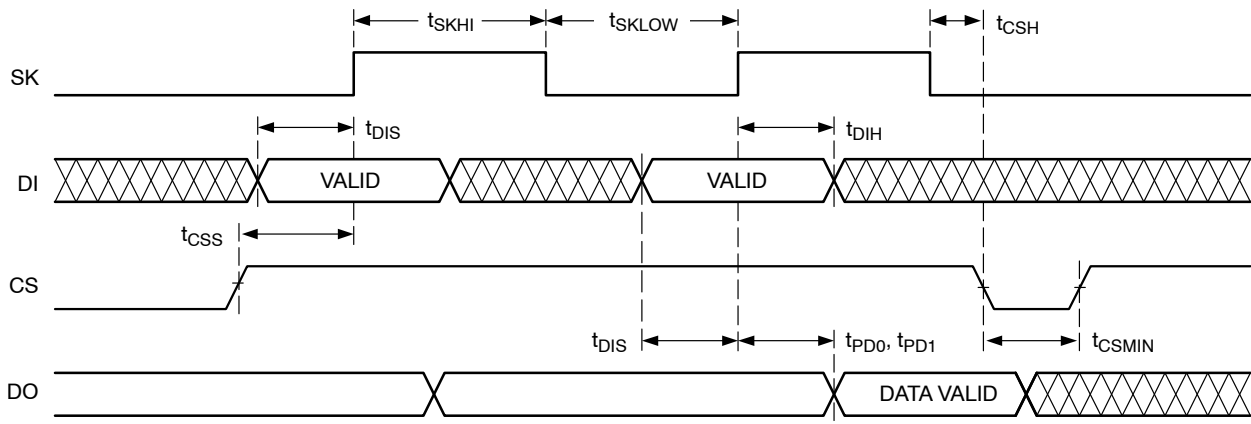 tSKHI tSKLOW tCSH
SK
tDIS tDIH
DI VALID VALID
tCSS
CS
tDIS tPD0, tPD1 tCSMIN
DO DATA VALID